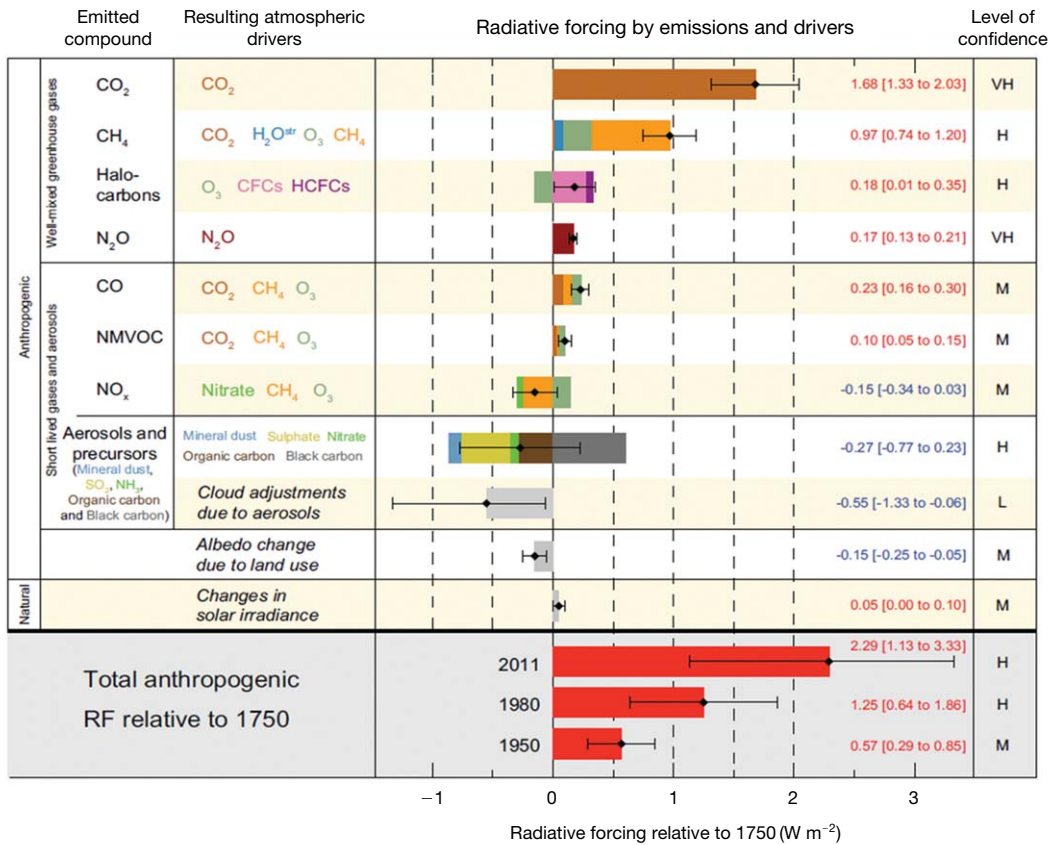 Emitted compound
Resulting atmospheric drivers
Radiative forcing by emissions and drivers
Level of confidence
Anthropogenic
Well-mixed greenhouse gases
CO₂
CO₂
1.68 [1.33 to 2.03]
VH
CH₄
CO₂ H₂Oˢᵗʳ O₃ CH₄
0.97 [0.74 to 1.20]
H
Halo-
carbons
O₃ CFCs HCFCs
0.18 [0.01 to 0.35]
H
N₂O
N₂O
0.17 [0.13 to 0.21]
VH
Short lived gases and aerosols
CO
CO₂ CH₄ O₃
0.23 [0.16 to 0.30]
M
NMVOC
CO₂ CH₄ O₃
0.10 [0.05 to 0.15]
M
NOₓ
Nitrate CH₄ O₃
-0.15 [-0.34 to 0.03]
M
Aerosols and
precursors
(Mineral dust,
SO₂, NH₃,
Organic carbon
and Black carbon)
Mineral dust Sulphate Nitrate
Organic carbon Black carbon
-0.27 [-0.77 to 0.23]
H
Cloud adjustments
due to aerosols
-0.55 [-1.33 to -0.06]
L
Albedo change
due to land use
-0.15 [-0.25 to -0.05]
M
Natural
Changes in
solar irradiance
0.05 [0.00 to 0.10]
M
Total anthropogenic
RF relative to 1750
2011
2.29 [1.13 to 3.33]
H
1980
1.25 [0.64 to 1.86]
H
1950
0.57 [0.29 to 0.85]
M
−1 0 1 2 3
Radiative forcing relative to 1750 (W m⁻²)